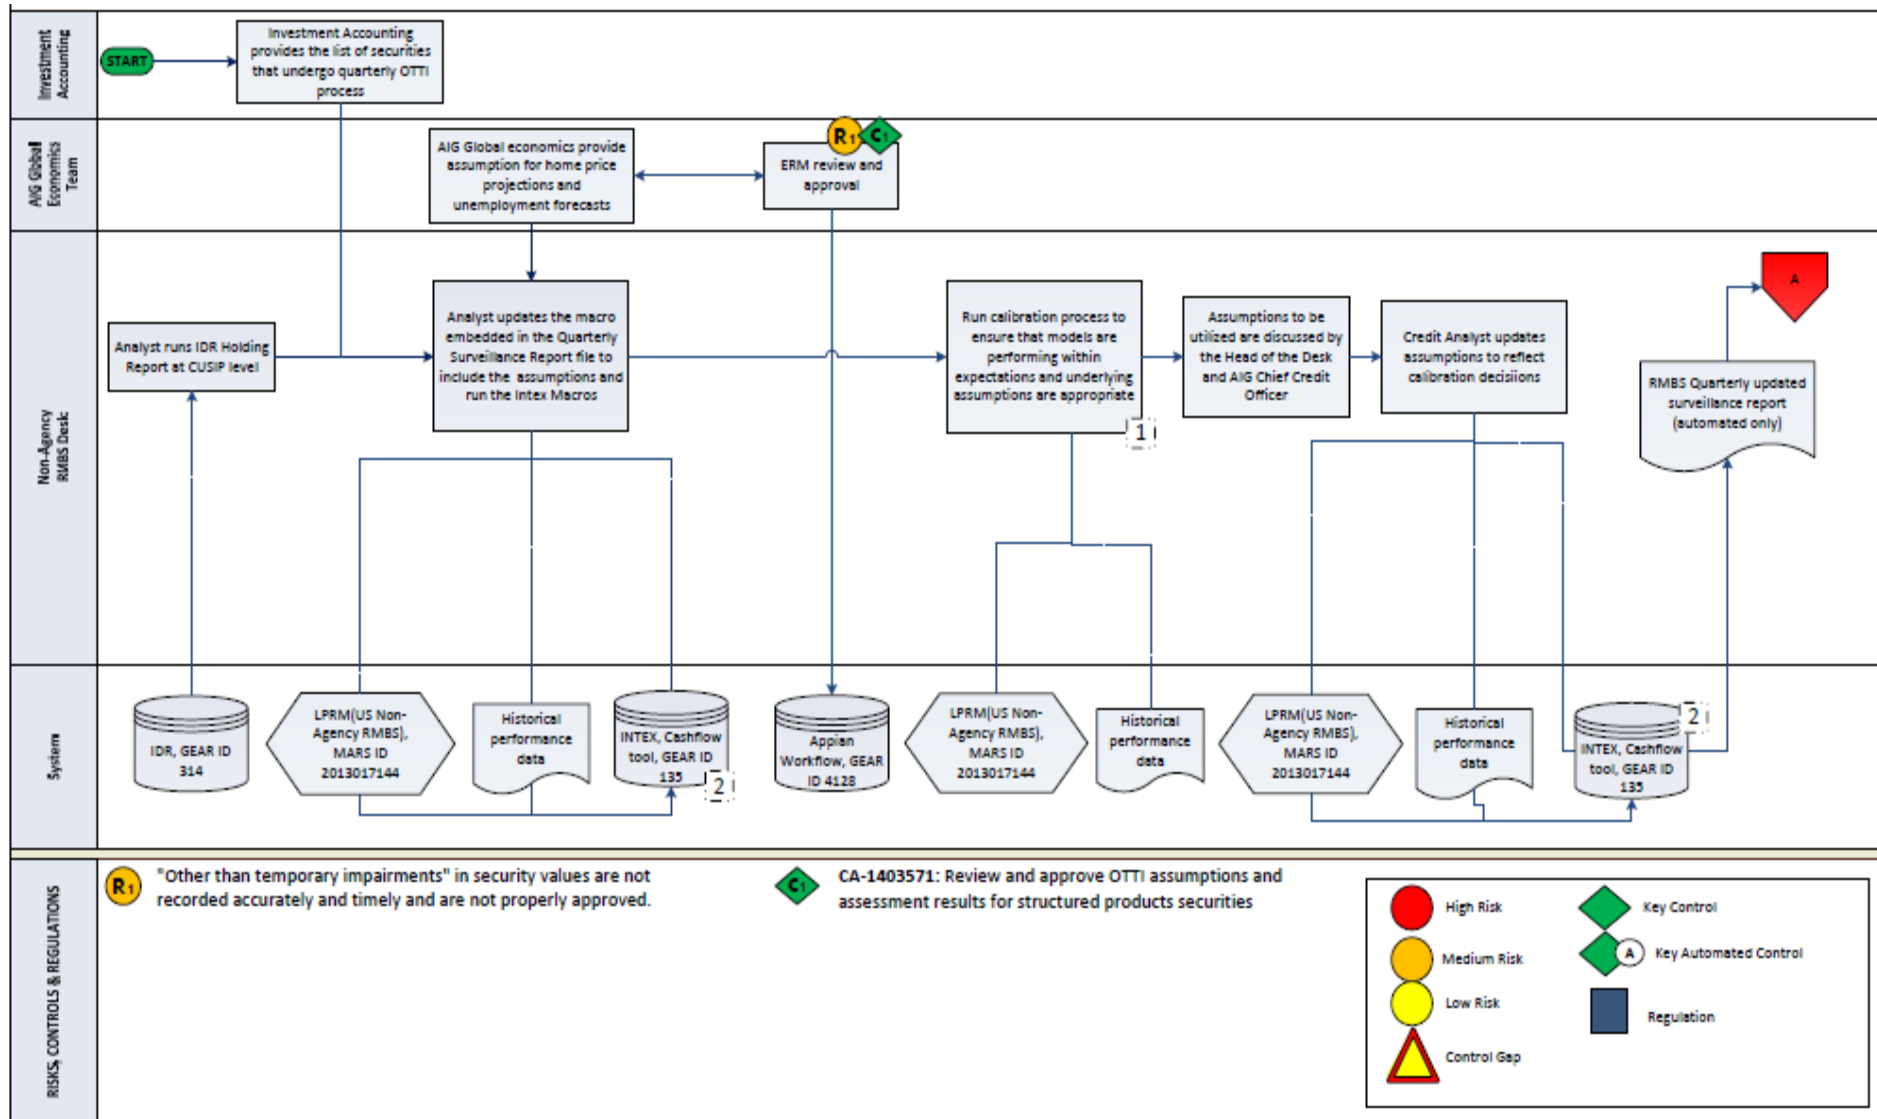 Investment
Accounting
START
Investment Accounting
provides the list of securities
that undergo quarterly OTTI
process
AIG Global
Economics
Team
AIG Global economics provide
assumption for home price
projections and
unemployment forecasts
R1
C1
ERM review and
approval
Non-Agency
RMBS Desk
Analyst runs IDR Holding
Report at CUSIP level
Analyst updates the macro
embedded in the Quarterly
Surveillance Report file to
include the assumptions and
run the Intex Macros
Run calibration process to
ensure that models are
performing within
expectations and underlying
assumptions are appropriate
1
Assumptions to be
utilized are discussed by
the Head of the Desk
and AIG Chief Credit
Officer
Credit Analyst updates
assumptions to reflect
calibration decisiions
A
RMBS Quarterly updated
surveillance report
(automated only)
System
IDR, GEAR ID
314
LPRM(US Non-
Agency RMBS),
MARS ID
2013017144
Historical
performance
data
INTEX, Cashflow
tool, GEAR ID
135
2
Appian
Workflow, GEAR
ID 4128
LPRM(US Non-
Agency RMBS),
MARS ID
2013017144
Historical
performance
data
LPRM(US Non-
Agency RMBS),
MARS ID
2013017144
Historical
performance
data
2
INTEX, Cashflow
tool, GEAR ID
135
RISKS, CONTROLS & REGULATIONS
R1
"Other than temporary impairments" in security values are not
recorded accurately and timely and are not properly approved.
C1
CA-1403571: Review and approve OTTI assumptions and
assessment results for structured products securities
High Risk
Key Control
Medium Risk
A
Key Automated Control
Low Risk
Regulation
Control Gap